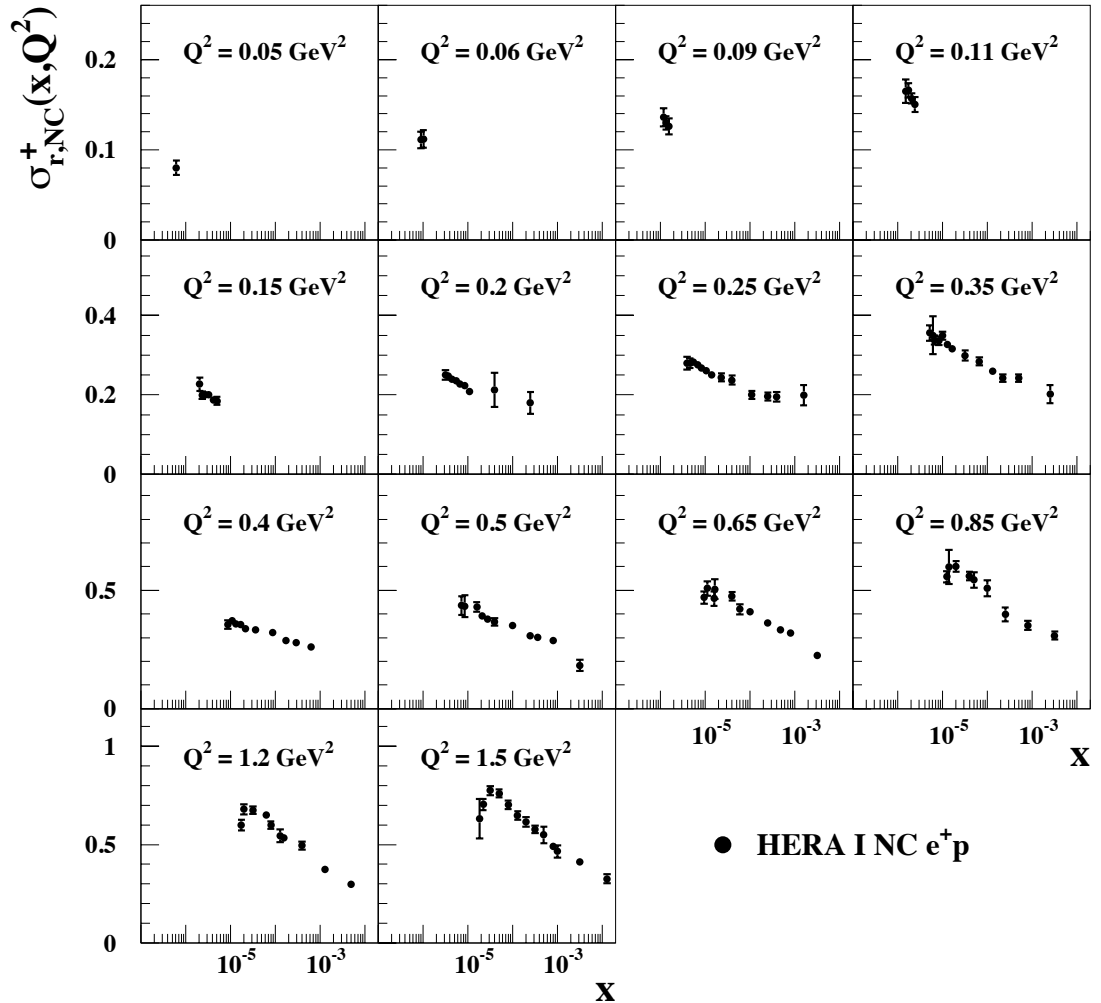 σ⁺r,NC(x,Q²)
0.2
0.1
0
Q² = 0.05 GeV²
Q² = 0.06 GeV²
Q² = 0.09 GeV²
Q² = 0.11 GeV²
0.4
0.2
0
Q² = 0.15 GeV²
Q² = 0.2 GeV²
Q² = 0.25 GeV²
Q² = 0.35 GeV²
0.5
0
Q² = 0.4 GeV²
Q² = 0.5 GeV²
Q² = 0.65 GeV²
Q² = 0.85 GeV²
10⁻⁵ 10⁻³
10⁻⁵ 10⁻³
x
1
0.5
0
Q² = 1.2 GeV²
Q² = 1.5 GeV²
HERA I NC e⁺p
10⁻⁵ 10⁻³
10⁻⁵ 10⁻³
x